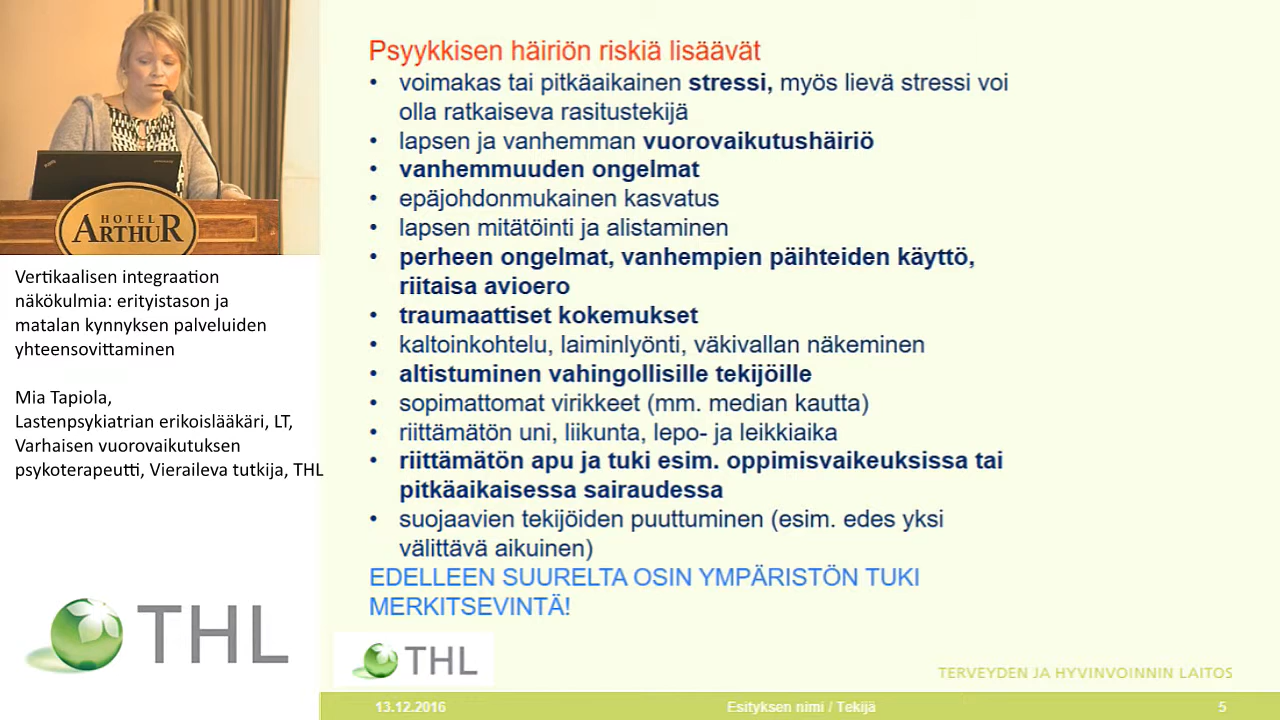 HOTEL
ARTHUR
Vertikaalisen integraation
näkökulmia: erityistason ja
matalan kynnyksen palveluiden
yhteensovittaminen
Mia Tapiola,
Lastenpsykiatrian erikoislääkäri, LT,
Varhaisen vuorovaikutuksen
psykoterapeutti, Vieraileva tutkija, THL
THL
Psyykkisen häiriön riskiä lisäävät
• voimakas tai pitkäaikainen stressi, myös lievä stressi voi
olla ratkaiseva rasitustekijä
• lapsen ja vanhemman vuorovaikutushäiriö
• vanhemmuuden ongelmat
• epäjohdonmukainen kasvatus
• lapsen mitätöinti ja alistaminen
• perheen ongelmat, vanhempien päihteiden käyttö,
riitaisa avioero
• traumaattiset kokemukset
• kaltoinkohtelu, laiminlyönti, väkivallan näkeminen
• altistuminen vahingollisille tekijöille
• sopimattomat virikkeet (mm. median kautta)
• riittämätön uni, liikunta, lepo- ja leikkiaika
• riittämätön apu ja tuki esim. oppimisvaikeuksissa tai
pitkäaikaisessa sairaudessa
• suojaavien tekijöiden puuttuminen (esim. edes yksi
välittävä aikuinen)
EDELLEEN SUURELTA OSIN YMPÄRISTÖN TUKI
MERKITSEVINTÄ!
THL
TERVEYDEN JA HYVINVOINNIN LAITOS
13.12.2016
Esityksen nimi / Tekijä
5